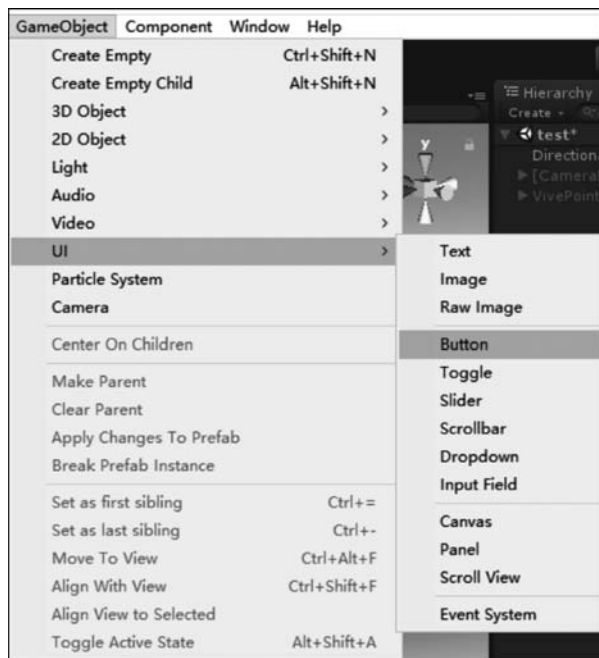 GameObject Component Window Help
Create Empty Ctrl+Shift+N
Create Empty Child Alt+Shift+N
3D Object >
2D Object >
Light >
Audio >
Video >
UI >
Particle System
Camera
Center On Children
Make Parent
Clear Parent
Apply Changes To Prefab
Break Prefab Instance
Set as first sibling Ctrl+=
Set as last sibling Ctrl+-
Move To View Ctrl+Alt+F
Align With View Ctrl+Shift+F
Align View to Selected
Toggle Active State Alt+Shift+A
Text
Image
Raw Image
Button
Toggle
Slider
Scrollbar
Dropdown
Input Field
Canvas
Panel
Scroll View
Event System
y
Hierarchy
Create
test*
Direction
[Camera
VivePoint